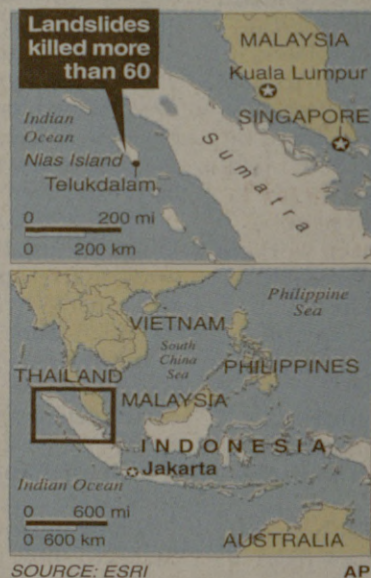 Landslides
killed more
than 60
MALAYSIA
Kuala Lumpur
SINGAPORE
Indian
Ocean
Nias Island
Telukdalam
Sumatra
0 200 mi
0 200 km
Philippine
Sea
VIETNAM
South
China
Sea
PHILIPPINES
THAILAND
MALAYSIA
INDONESIA
Jakarta
Indian Ocean
0 600 mi
0 600 km
AUSTRALIA
SOURCE: ESRI AP